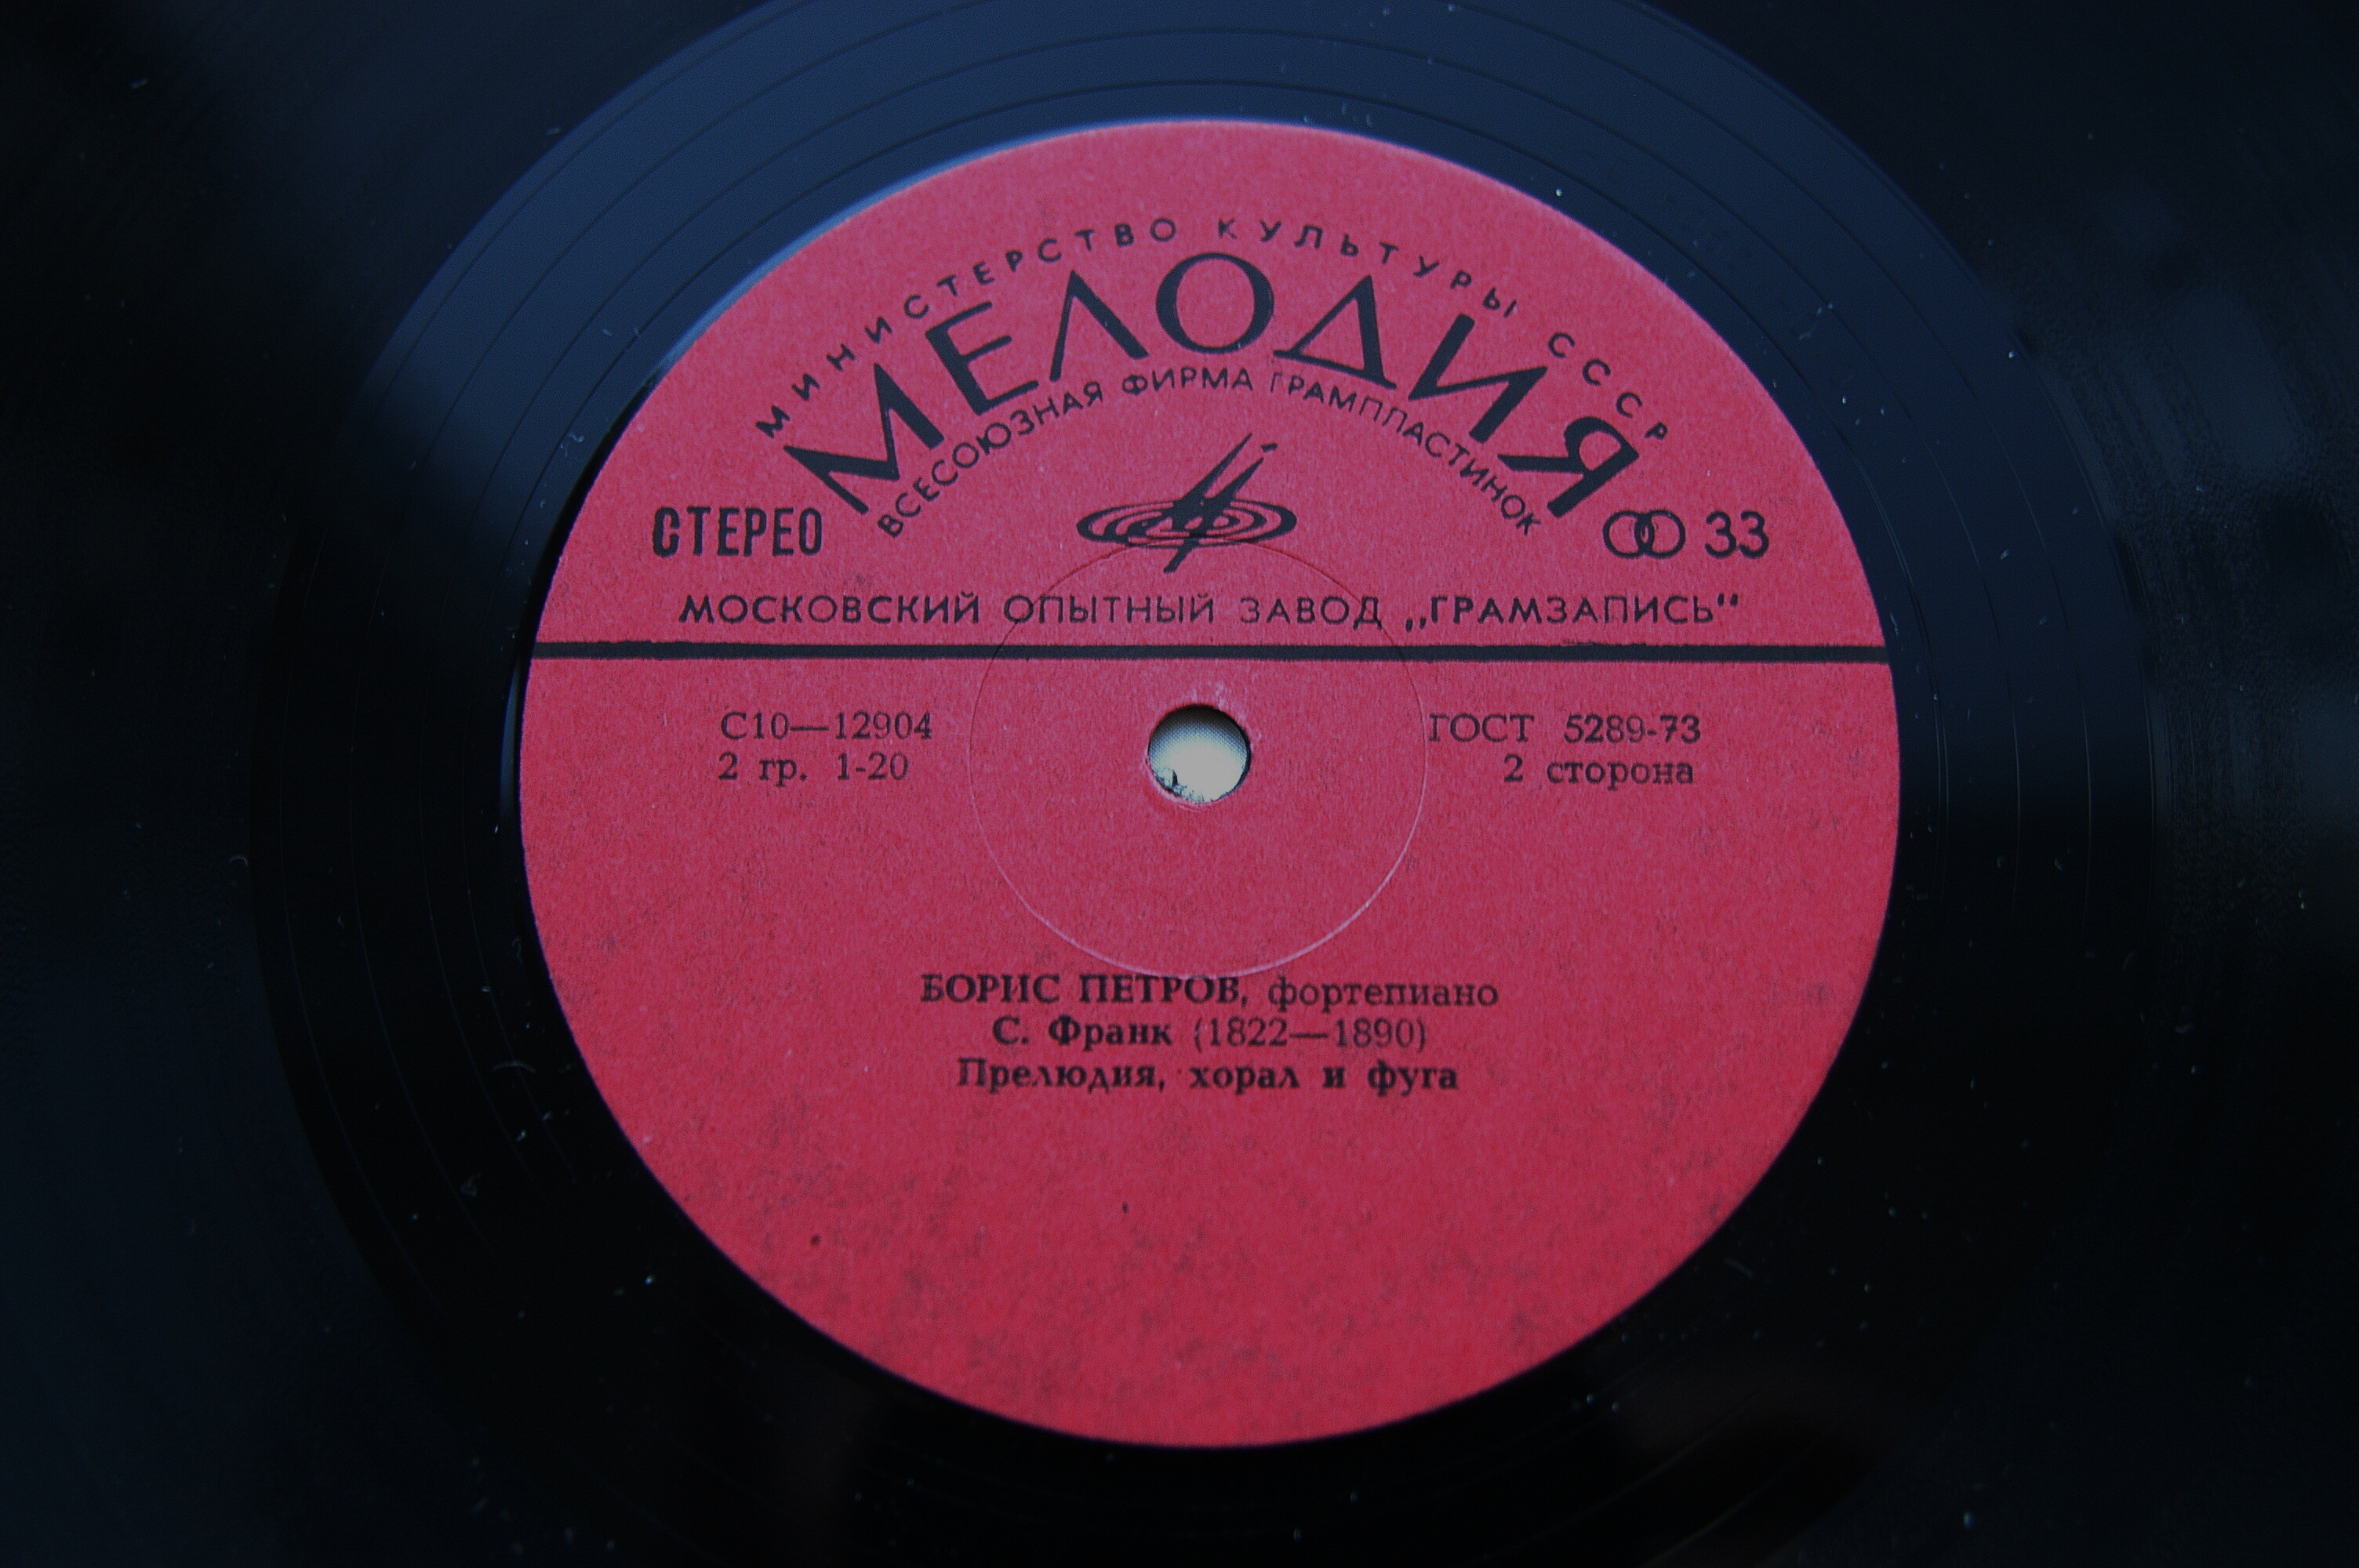 МИНИСТЕРСТВО КУЛЬТУРЫ СССР
МЕЛОДИЯ
ВСЕСОЮЗНАЯ ФИРМА ГРАМПЛАСТИНОК
СТЕРЕО
33
МОСКОВСКИЙ ОПЫТНЫЙ ЗАВОД „ГРАМЗАПИСЬ“
С10—12904
ГОСТ 5289-73
2 гр. 1-20
2 сторона
БОРИС ПЕТРОВ, фортепиано
С. Франк (1822—1890)
Прелюдия, хорал и фуга